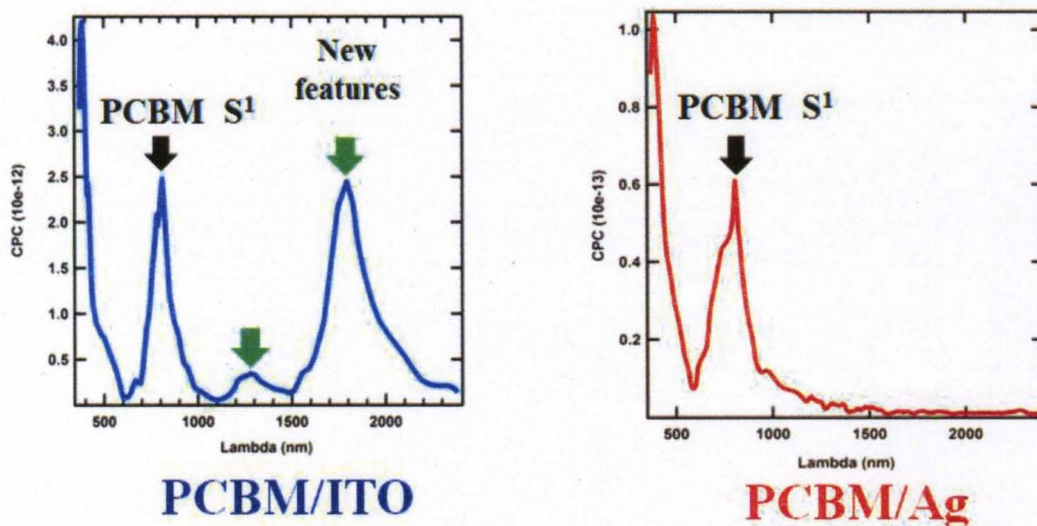 New
features
PCBM S¹
4.0
3.5
3.0
2.5
2.0
1.5
1.0
0.5
CPC (10e-12)
500 1000 1500 2000
Lambda (nm)
PCBM/ITO
PCBM S¹
1.0
0.8
0.6
0.4
0.2
CPC (10e-13)
500 1000 1500 2000
Lambda (nm)
PCBM/Ag